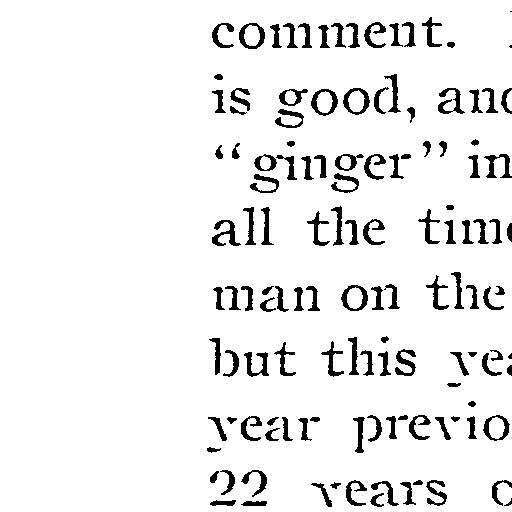 comment.
is good, and
“ginger” in
all the time
man on the
but this yea
year previo
22 years o